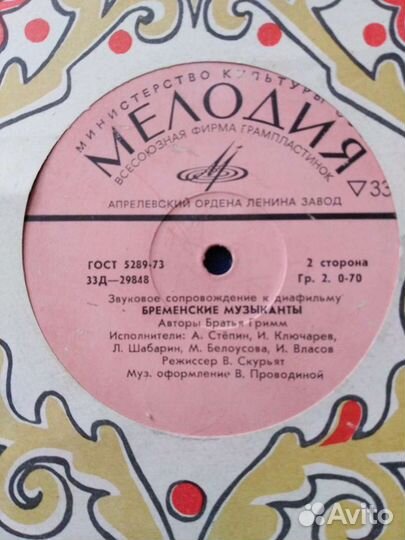 МИНИСТЕРСТВО КУЛЬТУРЫ
МЕЛОДИЯ
ВСЕСОЮЗНАЯ ФИРМА ГРАМПЛАСТИНОК
▽33
АПРЕЛЕВСКИЙ ОРДЕНА ЛЕНИНА ЗАВОД
ГОСТ 5289-73
2 сторона
33Д—29848
Гр. 2. 0-70
Звуковое сопровождение к диафильму
БРЕМЕНСКИЕ МУЗЫКАНТЫ
Авторы Братья Гримм
Исполнители: А. Стёпин, И. Ключарев,
Л. Шабарин, М. Белоусова, И. Власов
Режиссер В. Скурьят
Муз. оформление В. Проводиной
Avito